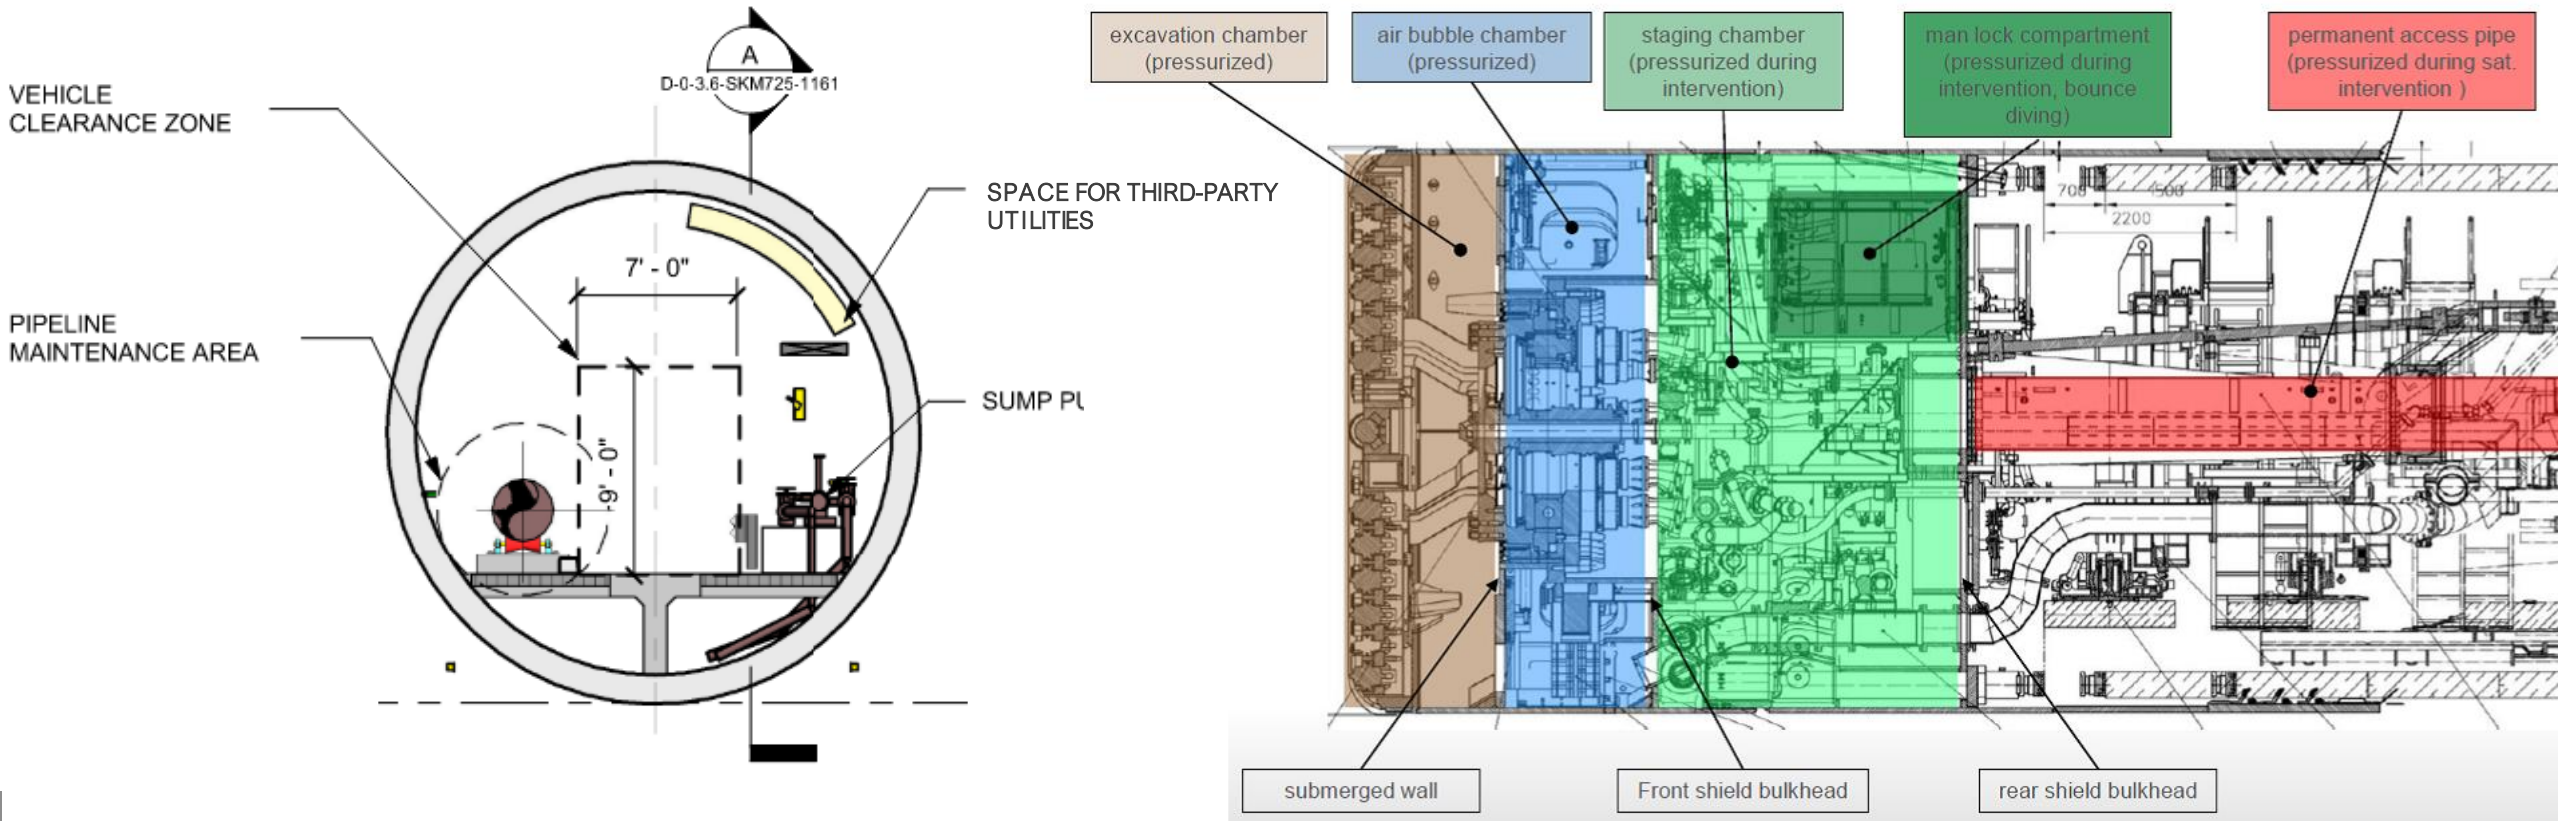 A
D-0-3.6-SKM725-1161
VEHICLE
CLEARANCE ZONE
SPACE FOR THIRD-PARTY
UTILITIES
7' - 0"
PIPELINE
MAINTENANCE AREA
SUMP PU
9' - 0"
excavation chamber
(pressurized)
air bubble chamber
(pressurized)
staging chamber
(pressurized during
intervention)
man lock compartment
(pressurized during
intervention, bounce
diving)
permanent access pipe
(pressurized during sat.
intervention )
700
1500
2200
submerged wall
Front shield bulkhead
rear shield bulkhead